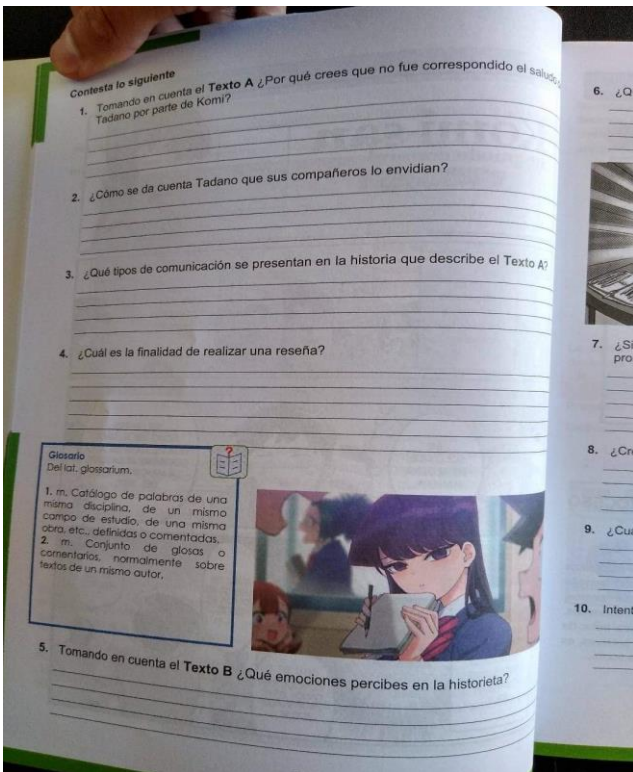 Contesta lo siguiente
1. Tomando en cuenta el Texto A ¿Por qué crees que no fue correspondido el saludo
Tadano por parte de Komi?
2. ¿Cómo se da cuenta Tadano que sus compañeros lo envidian?
3. ¿Qué tipos de comunicación se presentan en la historia que describe el Texto A?
4. ¿Cuál es la finalidad de realizar una reseña?
Glosario
Del lat. glossarium.
1. m. Catálogo de palabras de una
misma disciplina, de un mismo
campo de estudio, de una misma
obra, etc., definidas o comentadas.
2. m. Conjunto de glosas o
comentarios, normalmente sobre
textos de un mismo autor.
?
5. Tomando en cuenta el Texto B ¿Qué emociones percibes en la historieta?
6. ¿Q
7. ¿Si
pro
8. ¿Cr
9. ¿Cuá
10. Intent